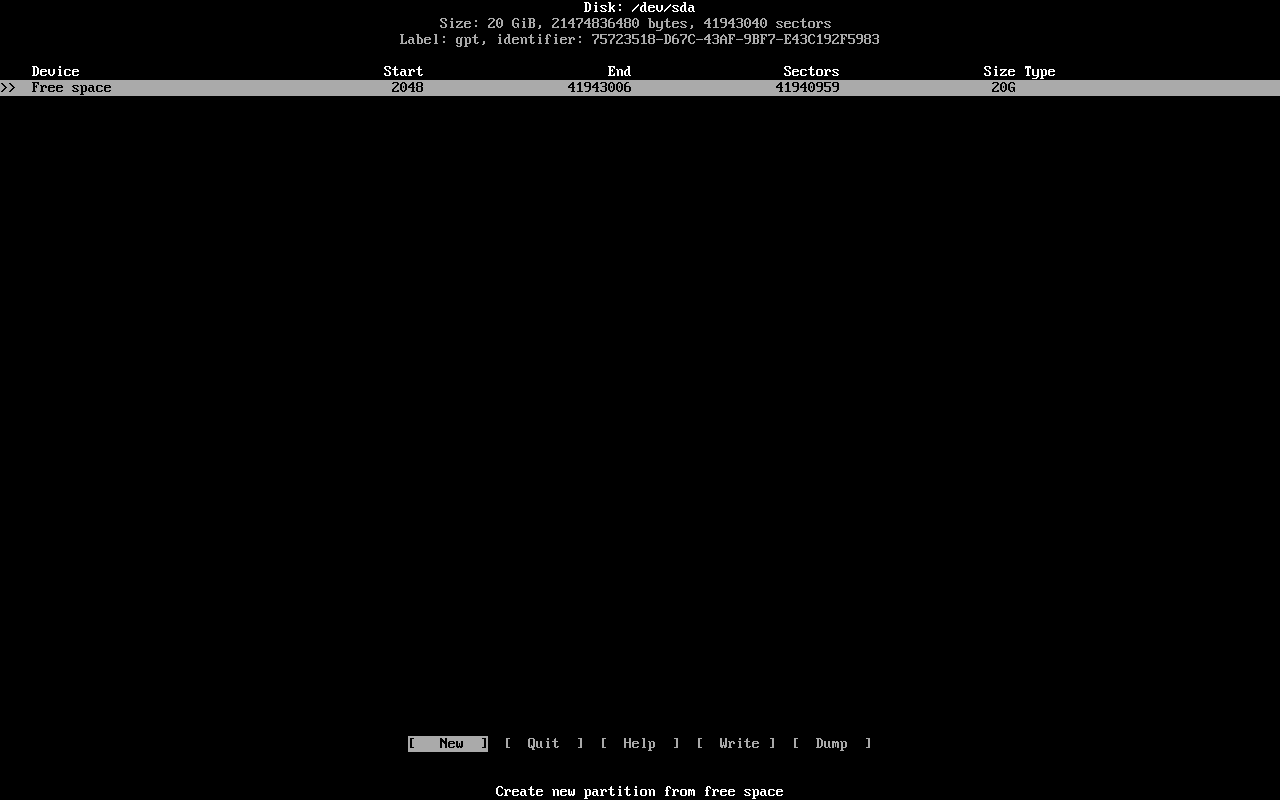 Disk: /dev/sda
Size: 20 GiB, 21474836480 bytes, 41943040 sectors
Label: gpt, identifier: 75723518-D67C-43AF-9BF7-E43C192F5983
Device Start End Sectors Size Type
>> Free space 2048 41943006 41940959 20G
[ New ] [ Quit ] [ Help ] [ Write ] [ Dump ]
Create new partition from free space